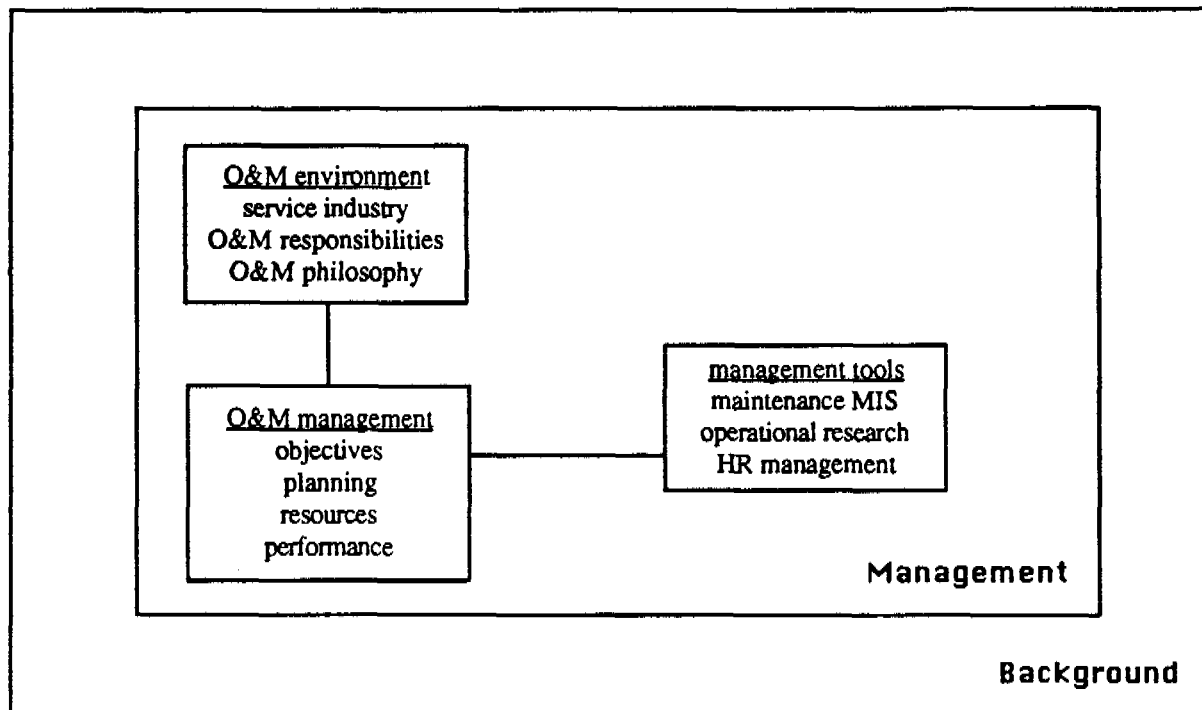 O&M environment
service industry
O&M responsibilities
O&M philosophy
O&M management
objectives
planning
resources
performance
management tools
maintenance MIS
operational research
HR management
Management
Background